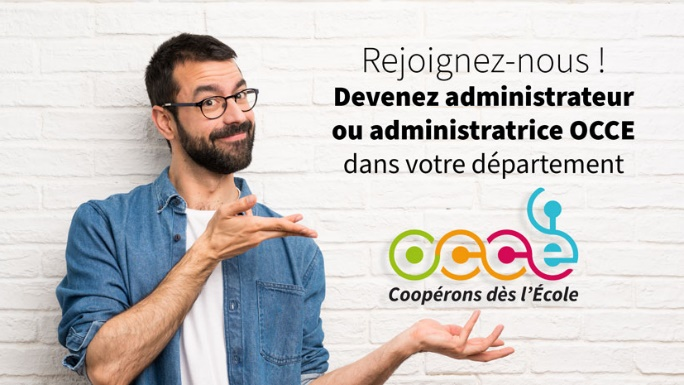 Rejoignez-nous !
Devenez administrateur
ou administratrice OCCE
dans votre département
occe
Coopérons dès l'École